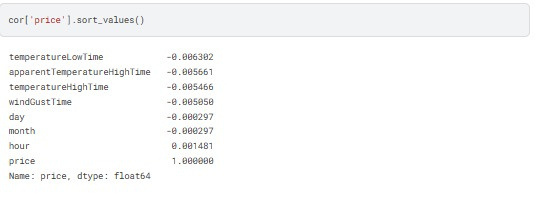 cor['price'].sort_values()
temperatureLowTime -0.006302
apparentTemperatureHighTime -0.005661
temperatureHighTime -0.005466
windGustTime -0.005050
day -0.000297
month -0.000297
hour 0.001481
price 1.000000
Name: price, dtype: float64